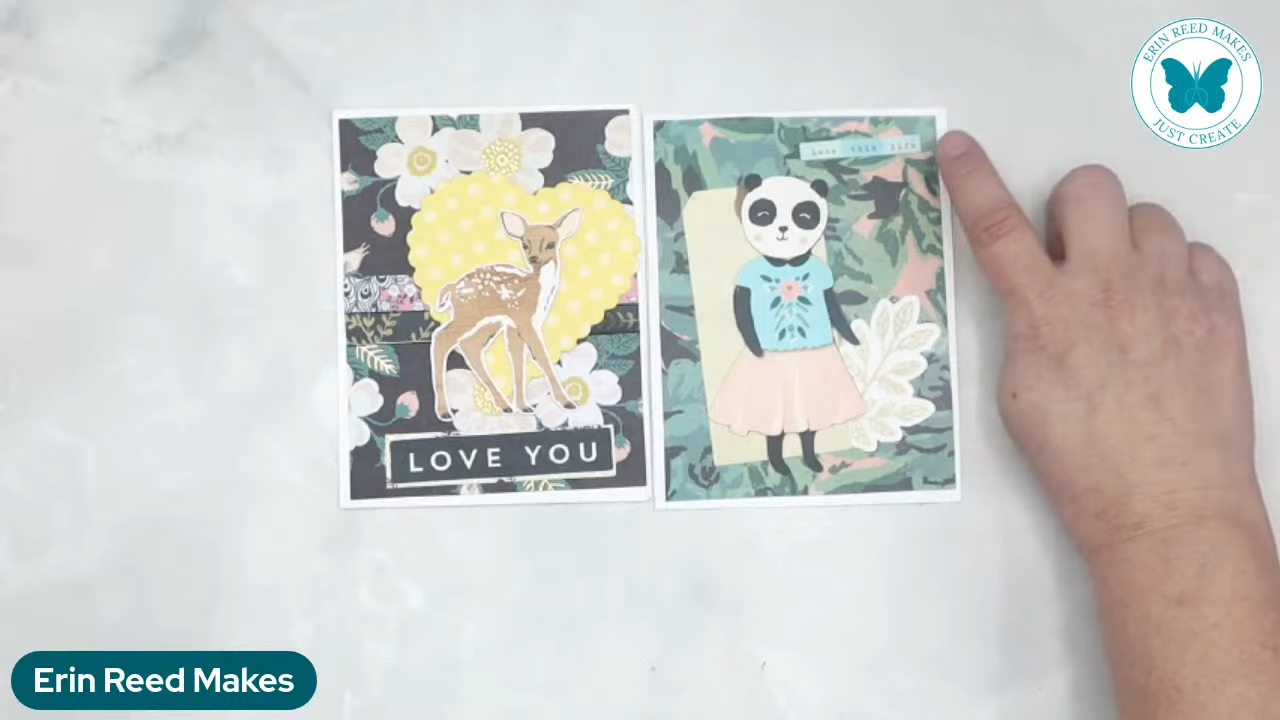 ERIN REED MAKES
JUST CREATE
love this life
LOVE YOU
Erin Reed Makes